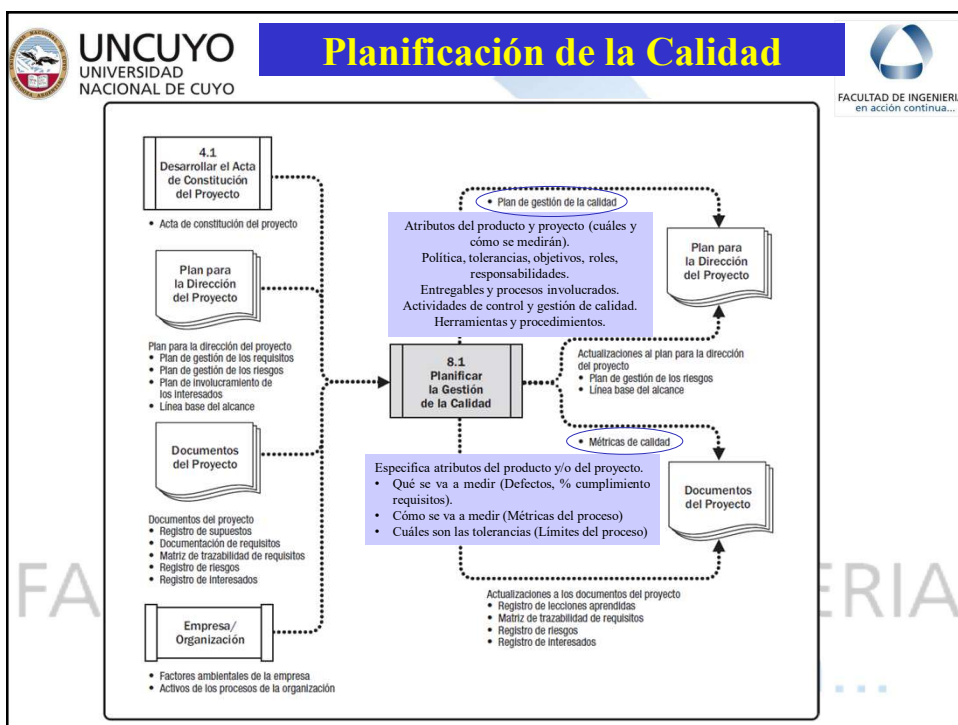 UNCUYO
UNIVERSIDAD
NACIONAL DE CUYO
Planificación de la Calidad
FACULTAD DE INGENIERIA
en acción continua...
4.1
Desarrollar el Acta
de Constitución
del Proyecto
• Acta de constitución del proyecto
Plan para
la Dirección
del Proyecto
Plan para la dirección del proyecto
• Plan de gestión de los requisitos
• Plan de gestión de los riesgos
• Plan de involucramiento de
los interesados
• Línea base del alcance
Documentos
del Proyecto
Documentos del proyecto
• Registro de supuestos
• Documentación de requisitos
• Matriz de trazabilidad de requisitos
• Registro de riesgos
• Registro de interesados
Empresa/
Organización
• Factores ambientales de la empresa
• Activos de los procesos de la organización
• Plan de gestión de la calidad
Atributos del producto y proyecto (cuáles y
cómo se medirán).
Política, tolerancias, objetivos, roles,
responsabilidades.
Entregables y procesos involucrados.
Actividades de control y gestión de calidad.
Herramientas y procedimientos.
8.1
Planificar
la Gestión
de la Calidad
Plan para
la Dirección
del Proyecto
Actualizaciones al plan para la dirección
del proyecto
• Plan de gestión de los riesgos
• Línea base del alcance
• Métricas de calidad
Especifica atributos del producto y/o del proyecto.
• Qué se va a medir (Defectos, % cumplimiento
requisitos).
• Cómo se va a medir (Métricas del proceso)
• Cuáles son las tolerancias (Límites del proceso)
Documentos
del Proyecto
Actualizaciones a los documentos del proyecto
• Registro de lecciones aprendidas
• Matriz de trazabilidad de requisitos
• Registro de riesgos
• Registro de interesados
FA
ERIA
...